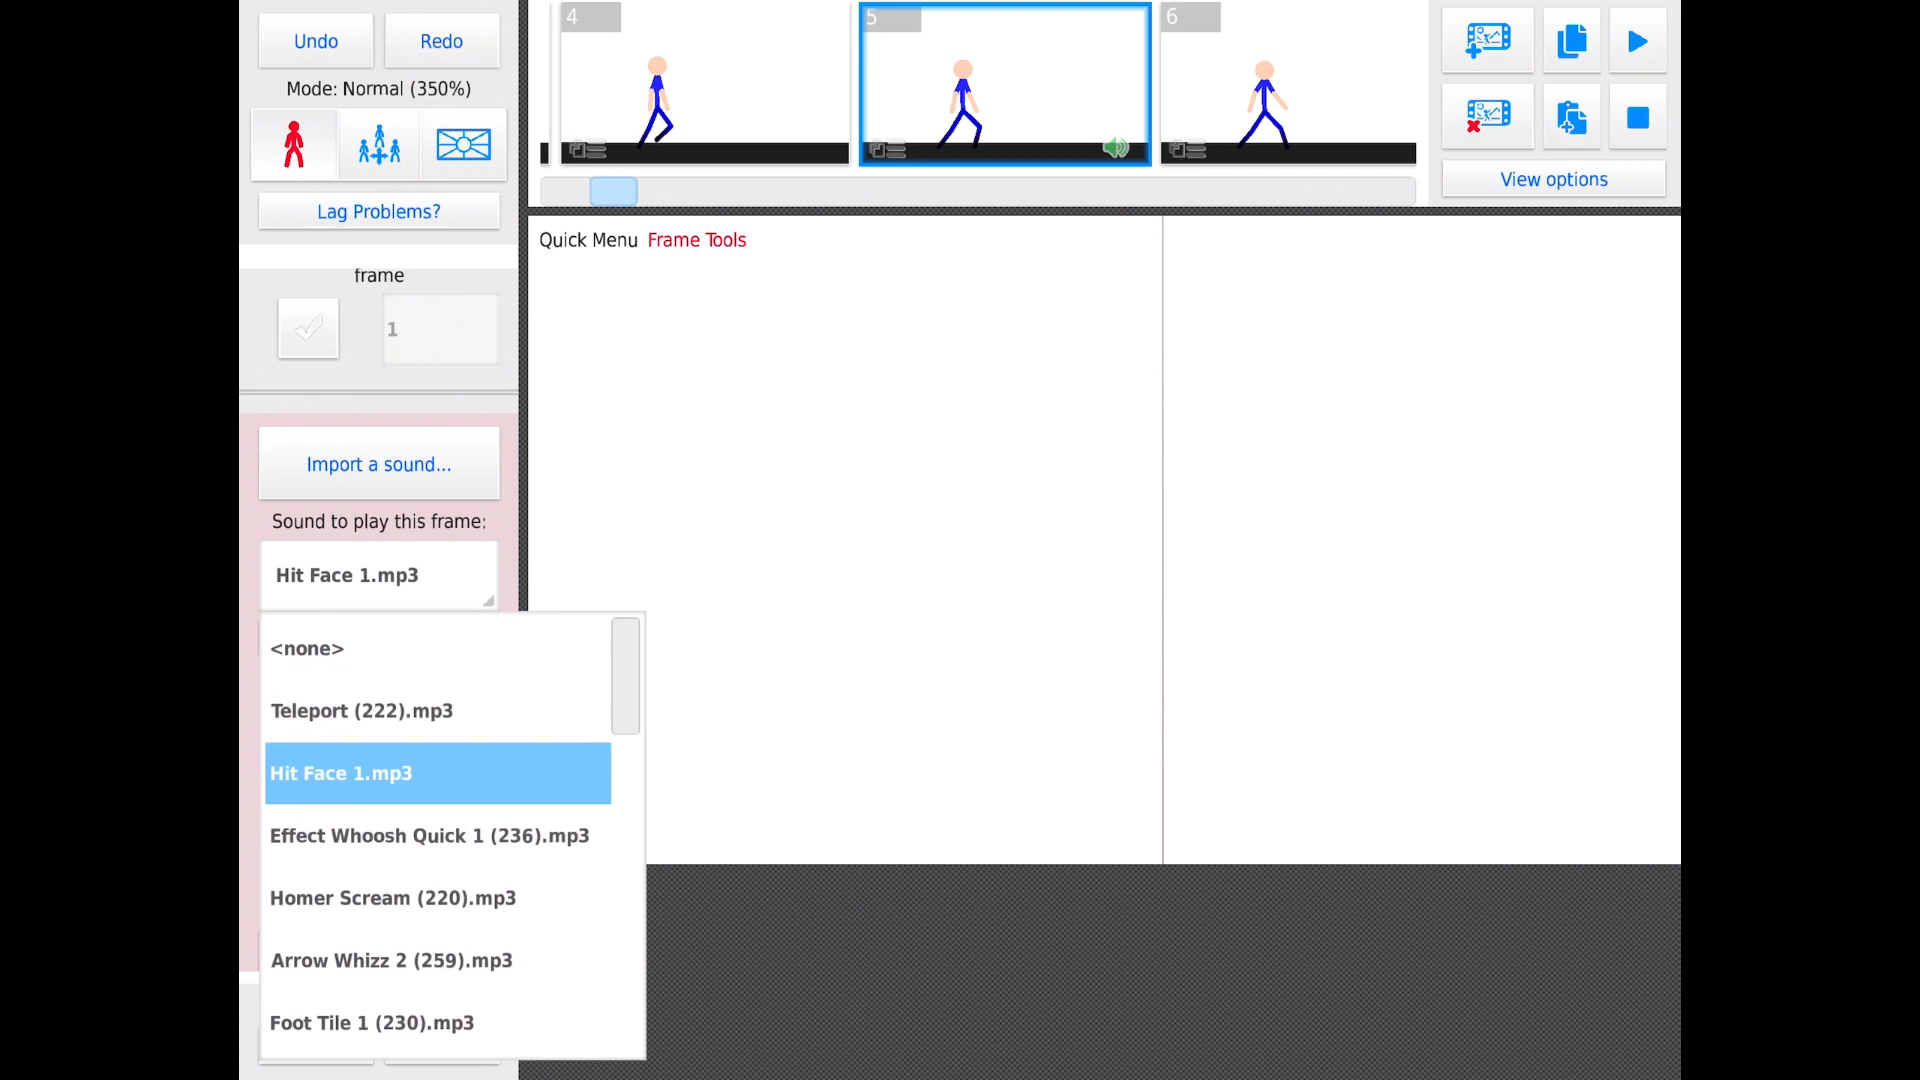 Undo
Redo
Mode: Normal (350%)
Lag Problems?
frame
1
Import a sound...
Sound to play this frame:
Hit Face 1.mp3
<none>
Teleport (222).mp3
Hit Face 1.mp3
Effect Whoosh Quick 1 (236).mp3
Homer Scream (220).mp3
Arrow Whizz 2 (259).mp3
Foot Tile 1 (230).mp3
4
5
6
View options
Quick Menu Frame Tools